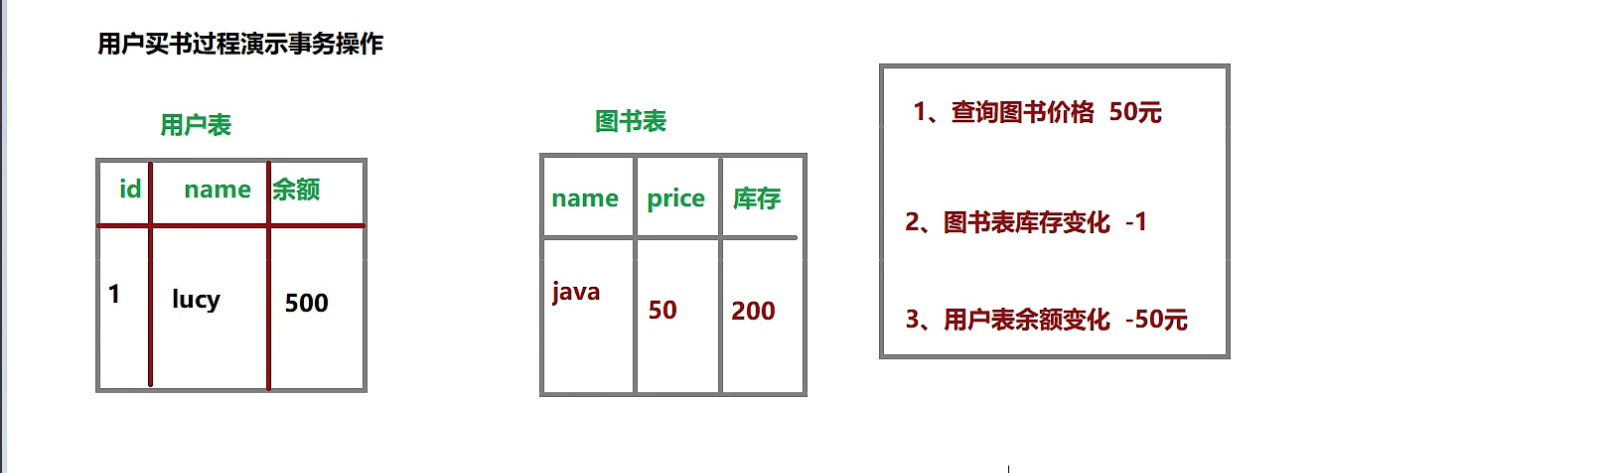 用户买书过程演示事务操作
用户表
id name 余额
1 lucy 500
图书表
name price 库存
java 50 200
1、查询图书价格 50元
2、图书表库存变化 -1
3、用户表余额变化 -50元